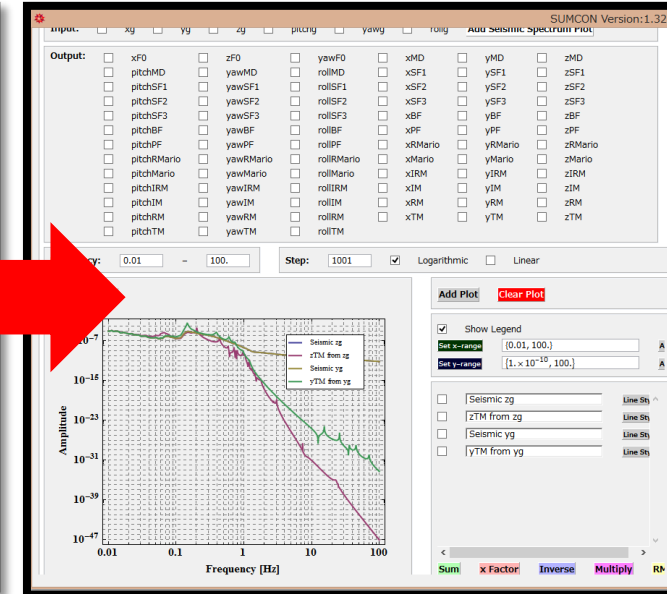 SUMCON Version:1.32
Input: xg yg zg pitchg yawg rollg Add Seismic Spectrum Plot
Output: xF0 zF0 yawF0 xMD yMD zMD
pitchMD yawMD rollMD xSF1 ySF1 zSF1
pitchSF1 yawSF1 rollSF1 xSF2 ySF2 zSF2
pitchSF2 yawSF2 rollSF2 xSF3 ySF3 zSF3
pitchSF3 yawSF3 rollSF3 xBF yBF zBF
pitchBF yawBF rollBF xPF yPF zPF
pitchPF yawPF rollPF xRMario yRMario zRMario
pitchRMario yawRMario rollRMario xMario yMario zMario
pitchMario yawMario rollMario xIRM yIRM zIRM
pitchIRM yawIRM rollIRM xIM yIM zIM
pitchIM yawIM rollIM xRM yRM zRM
pitchRM yawRM rollRM xTM yTM zTM
pitchTM yawTM rollTM
cy: 0.01 – 100. Step: 1001 Logarithmic Linear
Add Plot Clear Plot
Show Legend
Set x-range {0.01, 100.} A
Set y-range {1.×10⁻¹⁰, 100.} A
Seismic zg Line Sty
zTM from zg Line Sty
Seismic yg Line Sty
yTM from yg Line Sty
Sum x Factor Inverse Multiply RM
Amplitude
10⁻⁷
10⁻¹⁵
10⁻²³
10⁻³¹
10⁻³⁹
10⁻⁴⁷
Seismic zg
zTM from zg
Seismic yg
yTM from yg
0.01 0.1 1 10 100
Frequency [Hz]